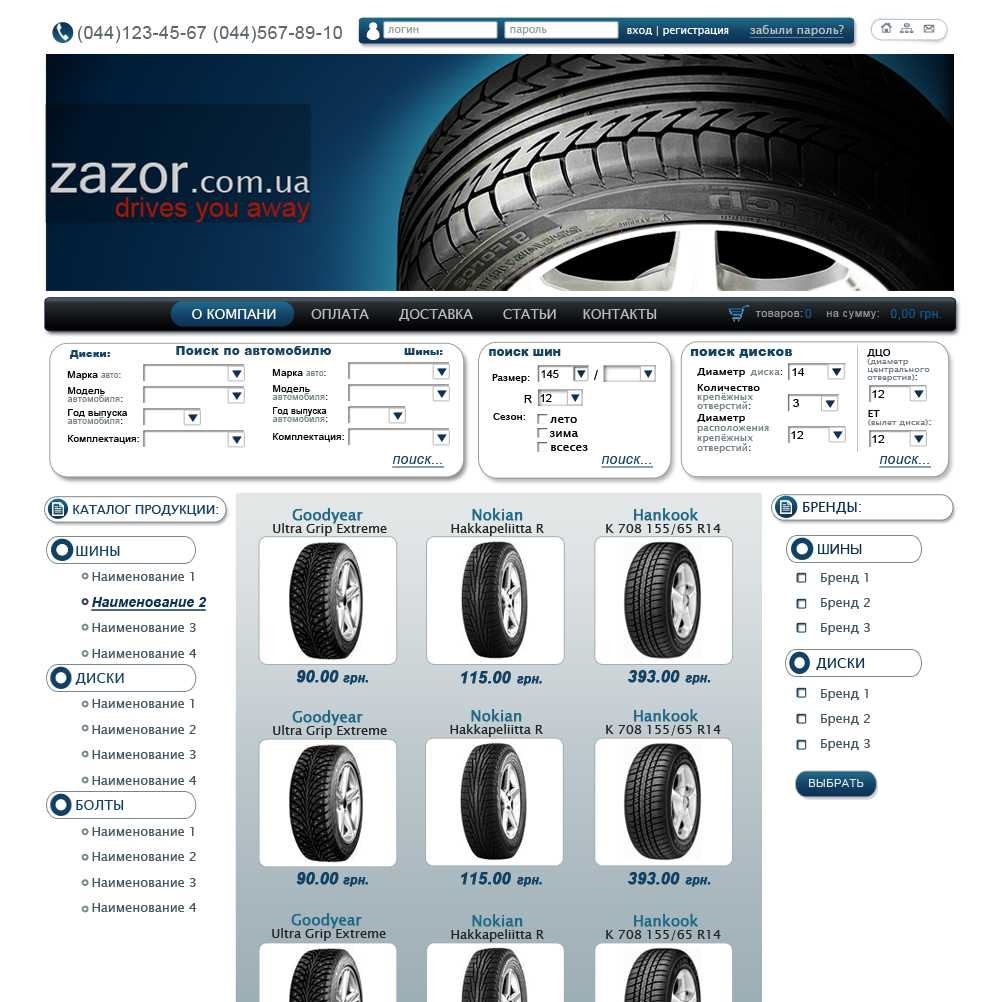 (044)123-45-67 (044)567-89-10
логин
пароль
вход | регистрация
забыли пароль?
zazor.com.ua
drives you away
О КОМПАНИ
ОПЛАТА
ДОСТАВКА
СТАТЬИ
КОНТАКТЫ
товаров:0
на сумму:
0,00 грн.
Поиск по автомобилю
Диски:
Марка авто:
Модель
автомобиля:
Год выпуска
автомобиля:
Комплектация:
Шины:
Марка авто:
Модель
автомобиля:
Год выпуска
автомобиля:
Комплектация:
поиск...
поиск шин
Размер:
145
/
R
12
Сезон:
лето
зима
всесез
поиск...
поиск дисков
Диаметр диска:
14
Количество
крепёжных
отверстий:
3
Диаметр
расположения
крепёжных
отверстий:
12
ДЦО
(диаметр
центрального
отверстия):
12
ЕТ
(вылет диска):
12
поиск...
КАТАЛОГ ПРОДУКЦИИ:
ШИНЫ
Наименование 1
Наименование 2
Наименование 3
Наименование 4
ДИСКИ
Наименование 1
Наименование 2
Наименование 3
Наименование 4
БОЛТЫ
Наименование 1
Наименование 2
Наименование 3
Наименование 4
Goodyear
Ultra Grip Extreme
90.00 грн.
Nokian
Hakkapeliitta R
115.00 грн.
Hankook
K 708 155/65 R14
393.00 грн.
Goodyear
Ultra Grip Extreme
90.00 грн.
Nokian
Hakkapeliitta R
115.00 грн.
Hankook
K 708 155/65 R14
393.00 грн.
Goodyear
Ultra Grip Extreme
Nokian
Hakkapeliitta R
Hankook
K 708 155/65 R14
БРЕНДЫ:
ШИНЫ
Бренд 1
Бренд 2
Бренд 3
ДИСКИ
Бренд 1
Бренд 2
Бренд 3
ВЫБРАТЬ